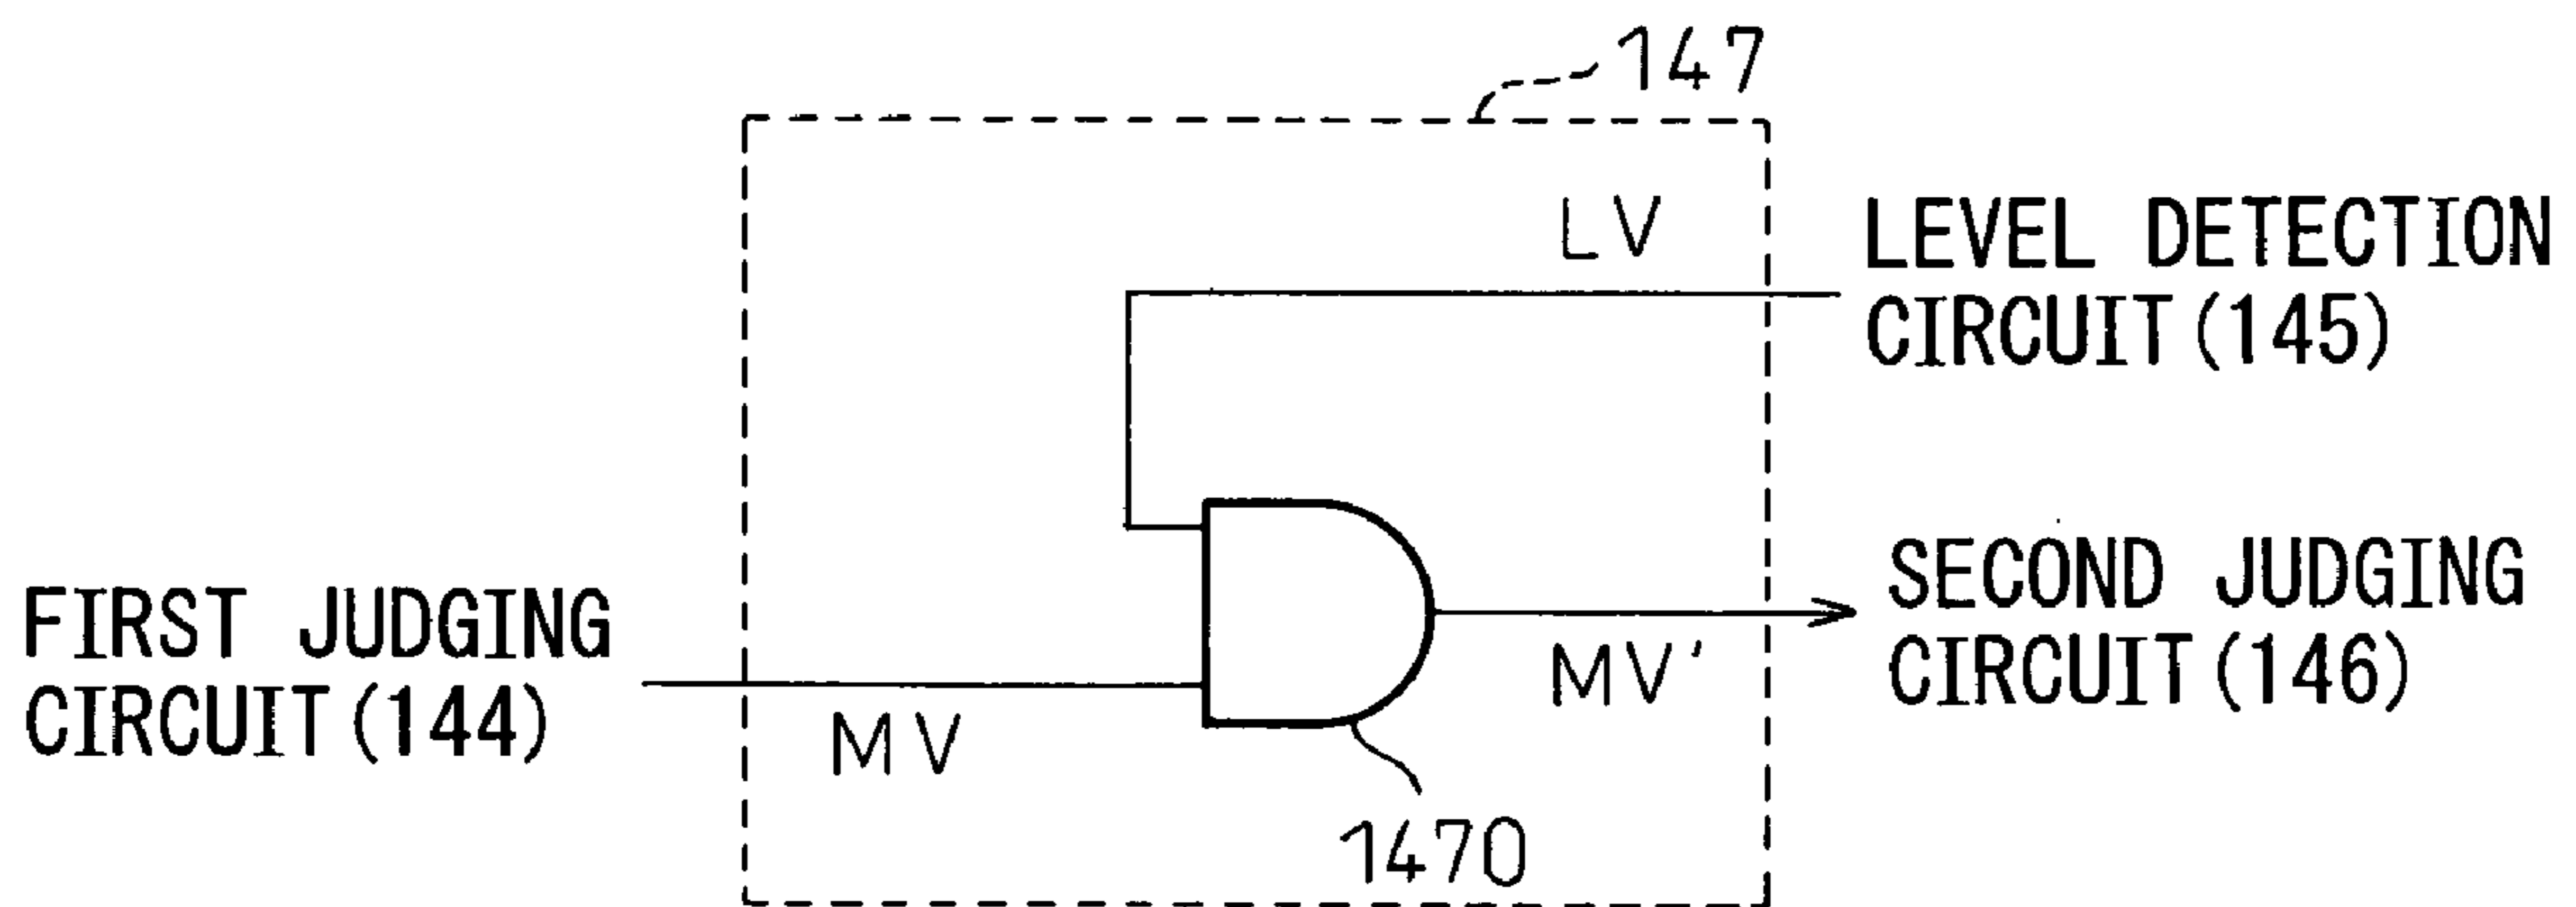 147
LV
LEVEL DETECTION
CIRCUIT(145)
FIRST JUDGING
CIRCUIT(144)
MV
MV'
SECOND JUDGING
CIRCUIT(146)
1470